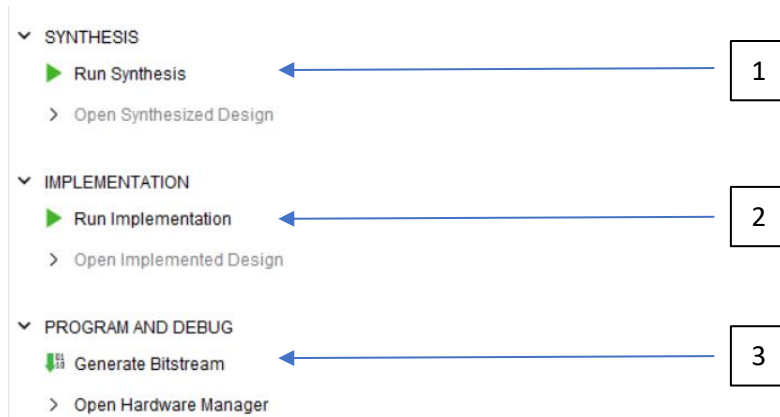 SYNTHESIS
Run Synthesis
1
Open Synthesized Design
IMPLEMENTATION
Run Implementation
2
Open Implemented Design
PROGRAM AND DEBUG
Generate Bitstream
3
Open Hardware Manager